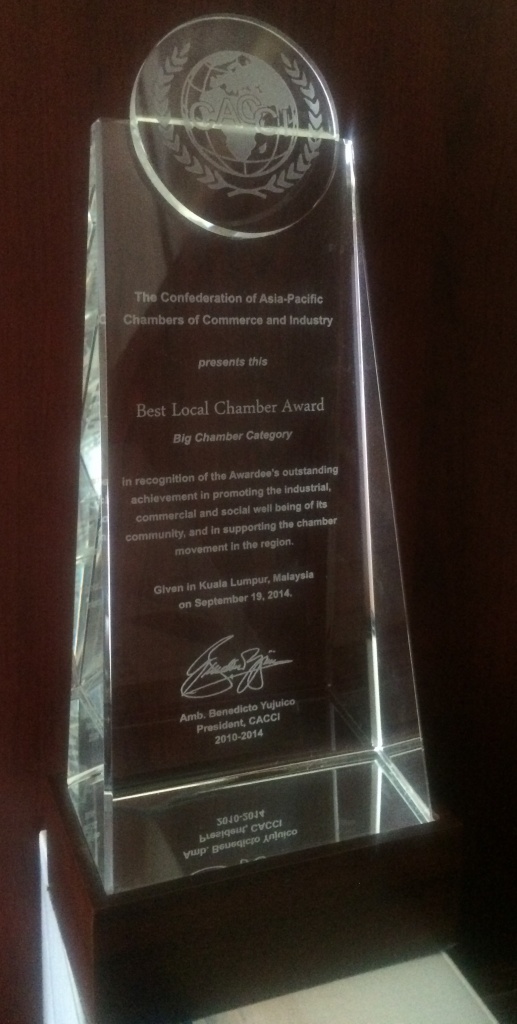 CACCI
The Confederation of Asia-Pacific
Chambers of Commerce and Industry
presents this
Best Local Chamber Award
Big Chamber Category
in recognition of the Awardee's outstanding
achievement in promoting the industrial,
commercial and social well being of its
community, and in supporting the chamber
movement in the region.
Given in Kuala Lumpur, Malaysia
on September 19, 2014.
Amb. Benedicto Yujuico
President, CACCI
2010-2014